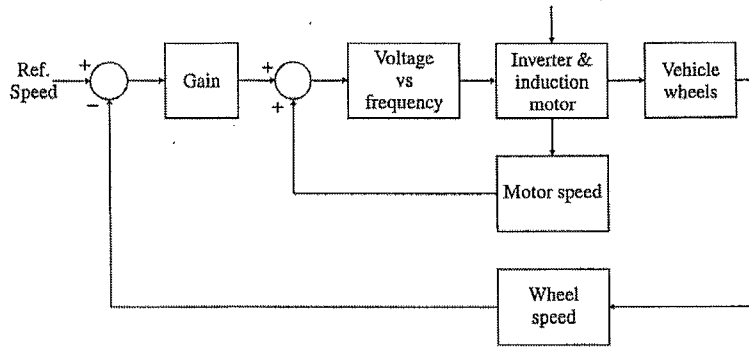 Ref.
Speed
+
−
Gain
+
+
Voltage
vs
frequency
Inverter &
induction
motor
Vehicle
wheels
Motor speed
Wheel
speed